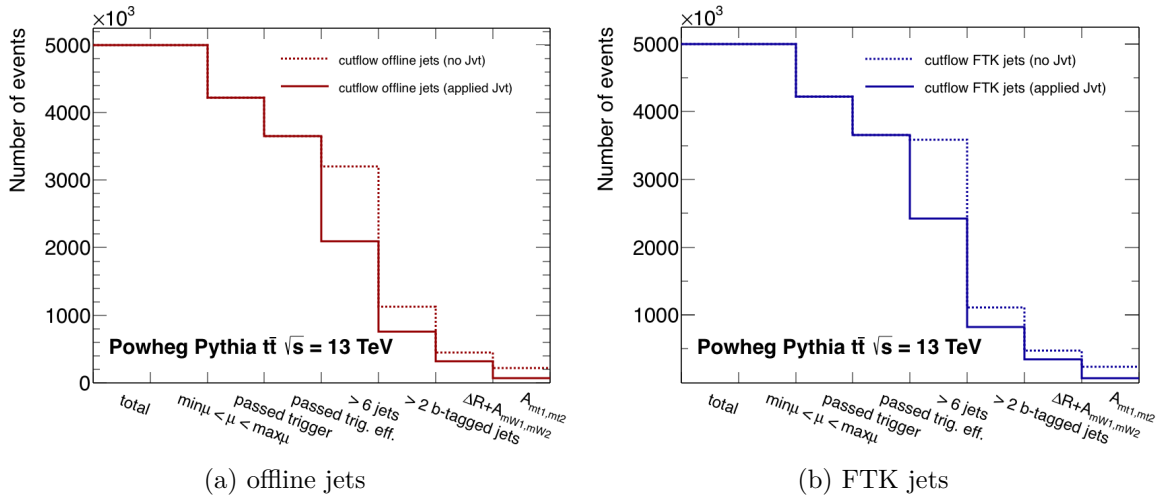 ×10³
5000
4000
3000
2000
1000
0
Number of events
cutflow offline jets (no Jvt)
cutflow offline jets (applied Jvt)
Powheg Pythia tt̄ √s = 13 TeV
total
minμ < μ < maxμ
passed trigger
passed trig. eff.
> 6 jets
> 2 b-tagged jets
ΔR+A_mW1,mW2
A_mt1,mt2
(a) offline jets
×10³
5000
4000
3000
2000
1000
Number of events
cutflow FTK jets (no Jvt)
cutflow FTK jets (applied Jvt)
Powheg Pythia tt̄ √s = 13 TeV
total
minμ < μ < maxμ
passed trigger
passed trig. eff.
> 6 jets
> 2 b-tagged jets
ΔR+A_mW1,mW2
A_mt1,mt2
(b) FTK jets